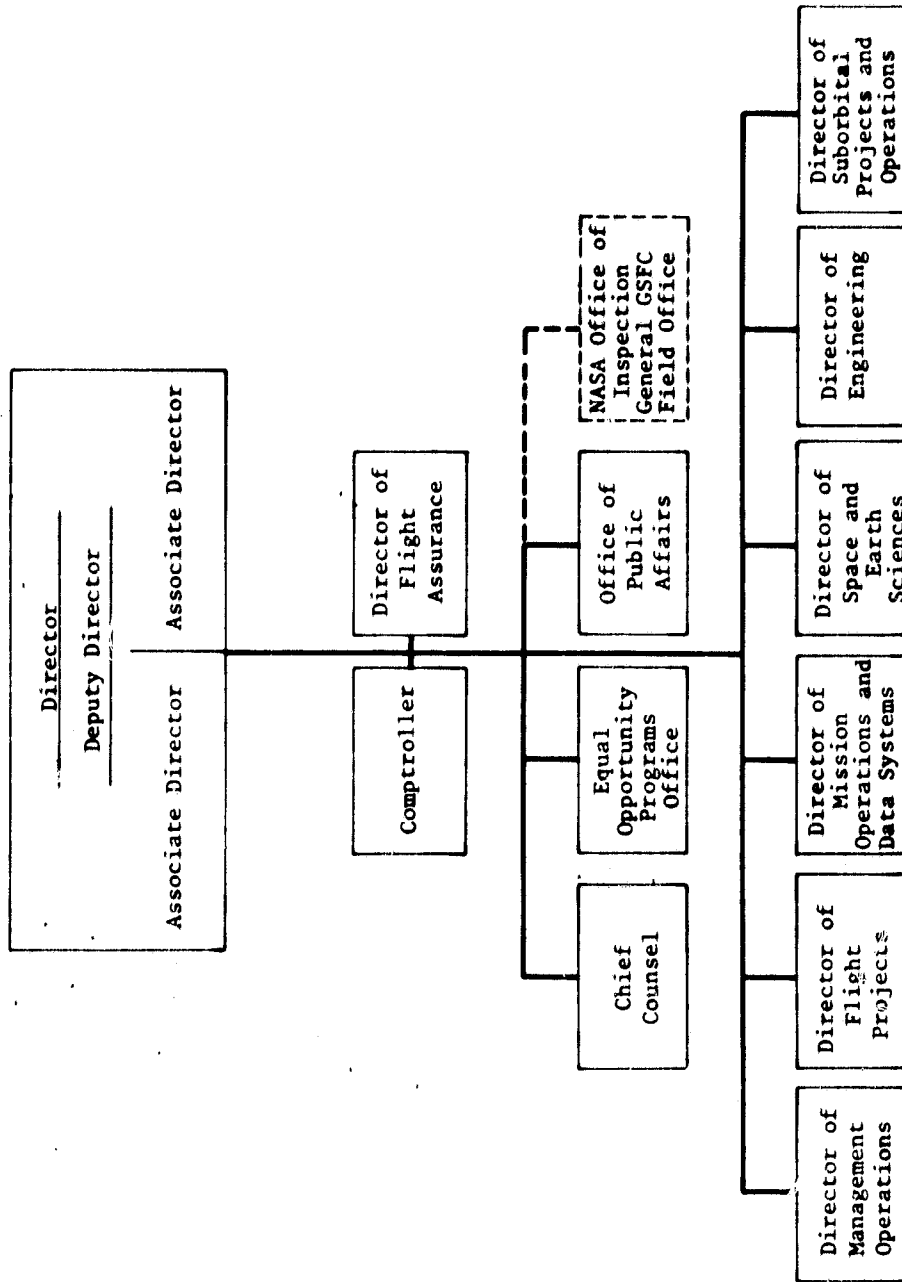 Director
Deputy Director
Associate Director
Associate Director
Comptroller
Director of
Flight
Assurance
Chief
Counsel
Equal
Opportunity
Programs
Office
Office of
Public
Affairs
NASA Office of
Inspection
General GSFC
Field Office
Director of
Management
Operations
Director of
Flight
Projects
Director of
Mission
Operations and
Data Systems
Director of
Space and
Earth
Sciences
Director of
Engineering
Director of
Suborbital
Projects and
Operations